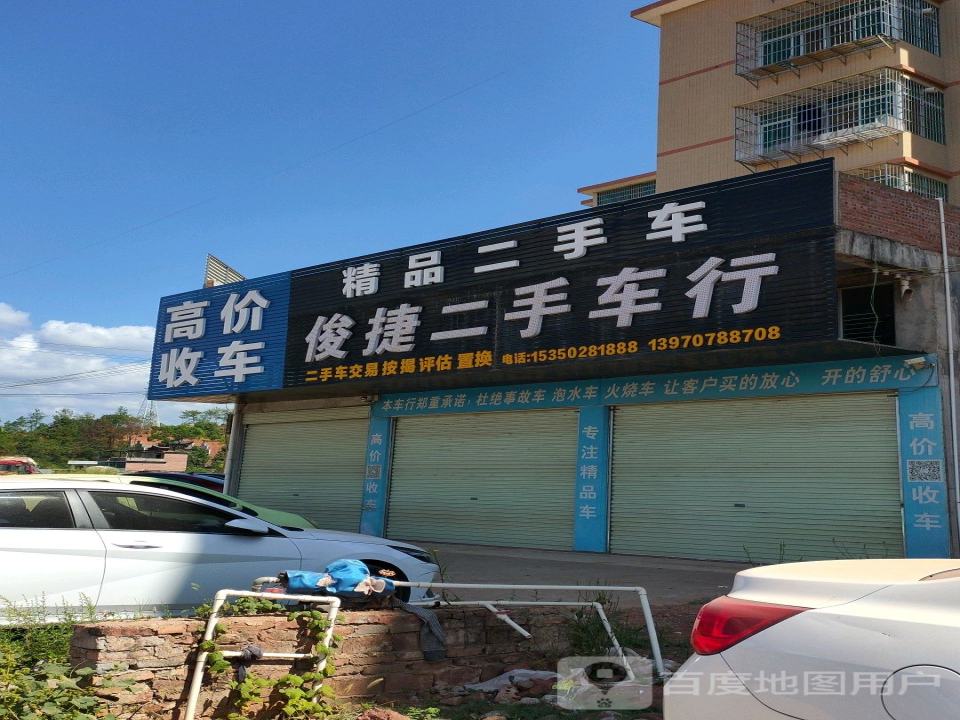 精品二手车
高价
收车
俊捷二手车行
二手车交易 按揭 评估 置换 电话:15350281888 13970788708
本车行郑重承诺,杜绝事故车 泡水车 火烧车 让客户买的放心 开的舒心
高价收车
专注精品车
高价收车
百度地图用户